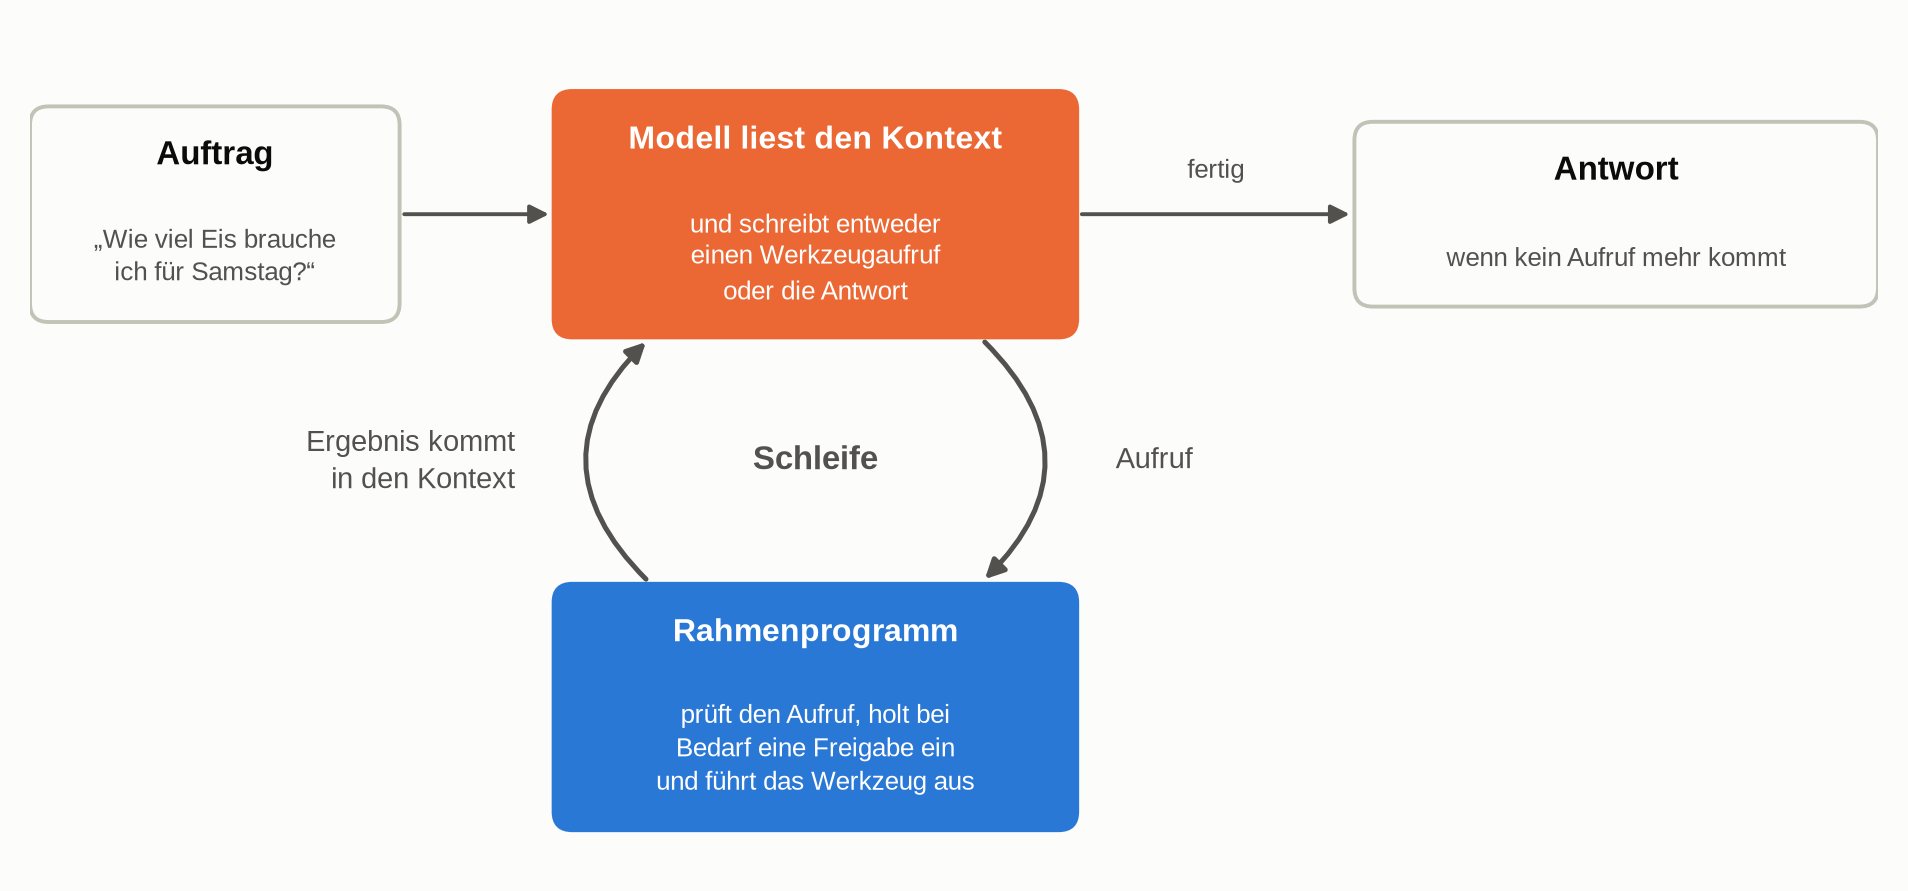 Auftrag
„Wie viel Eis brauche
ich für Samstag?“
Modell liest den Kontext
und schreibt entweder
einen Werkzeugaufruf
oder die Antwort
fertig
Antwort
wenn kein Aufruf mehr kommt
Ergebnis kommt
in den Kontext
Schleife
Aufruf
Rahmenprogramm
prüft den Aufruf, holt bei
Bedarf eine Freigabe ein
und führt das Werkzeug aus